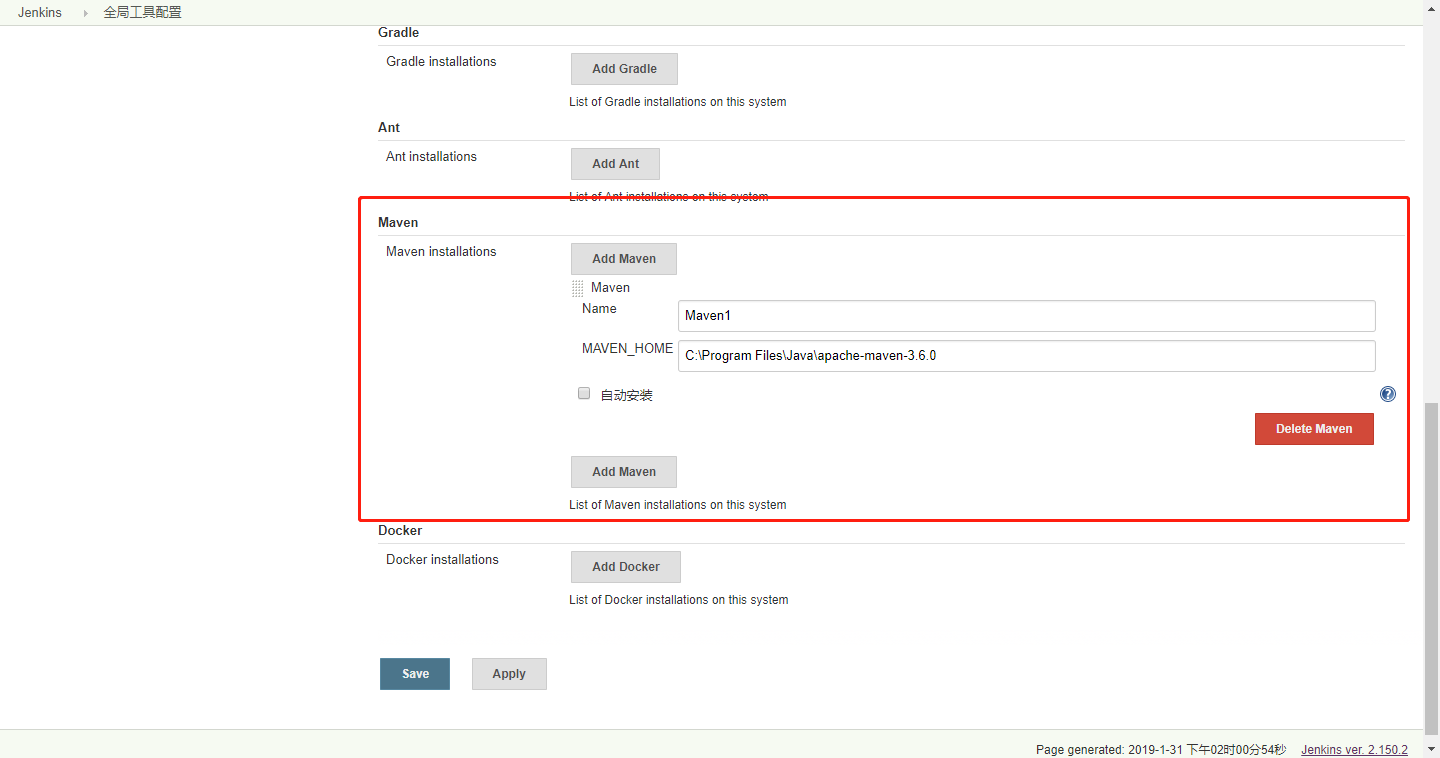 Jenkins 全局工具配置
Gradle
Gradle installations
Add Gradle
List of Gradle installations on this system
Ant
Ant installations
Add Ant
List of Ant installations on this system
Maven
Maven installations
Add Maven
Maven
Name
Maven1
MAVEN_HOME
C:\Program Files\Java\apache-maven-3.6.0
自动安装
?
Delete Maven
Add Maven
List of Maven installations on this system
Docker
Docker installations
Add Docker
List of Docker installations on this system
Save Apply
Page generated: 2019-1-31 下午02时00分54秒 Jenkins ver. 2.150.2